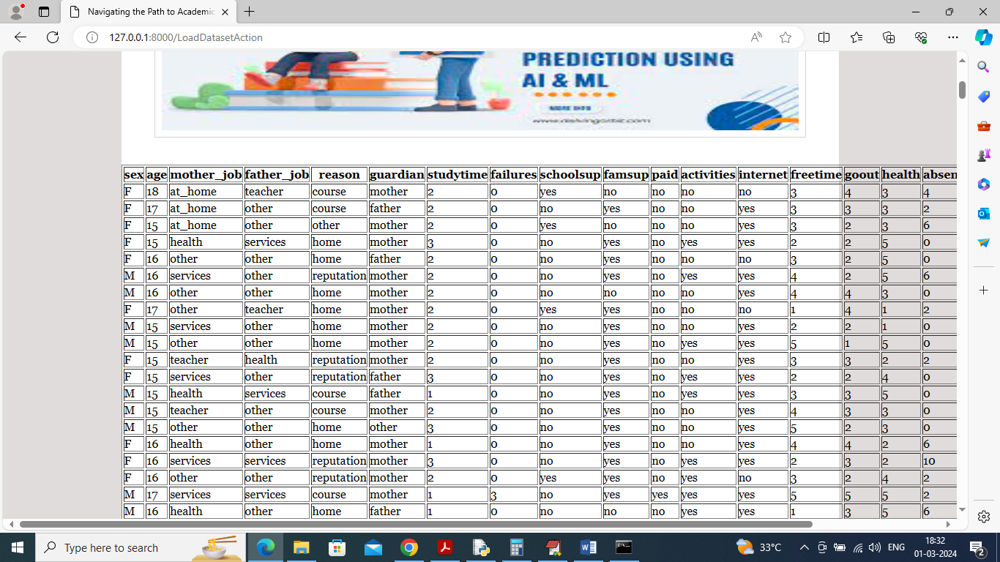 Navigating the Path to Academic
127.0.0.1:8000/LoadDatasetAction
PREDICTION USING
AI & ML
MORE INFO
sex age mother_job father_job reason guardian studytime failures schoolsup famsup paid activities internet freetime goout health absen
F 18 at_home teacher course mother 2 0 yes no no no no 3 4 3 4
F 17 at_home other course father 2 0 no yes no no yes 3 3 3 2
F 15 at_home other other mother 2 0 yes no no no yes 3 2 3 6
F 15 health services home mother 3 0 no yes no yes yes 2 2 5 0
F 16 other other home father 2 0 no yes no no no 3 2 5 0
M 16 services other reputation mother 2 0 no yes no yes yes 4 2 5 6
M 16 other other home mother 2 0 no no no no yes 4 4 3 0
F 17 other teacher home mother 2 0 yes yes no no no 1 4 1 2
M 15 services other home mother 2 0 no yes no no yes 2 2 1 0
M 15 other other home mother 2 0 no yes no yes yes 5 1 5 0
F 15 teacher health reputation mother 2 0 no yes no no yes 3 3 2 2
F 15 services other reputation father 3 0 no yes no yes yes 2 2 4 0
M 15 health services course father 1 0 no yes no yes yes 3 3 5 0
M 15 teacher other course mother 2 0 no yes no no yes 4 3 3 0
M 15 other other home other 3 0 no yes no no yes 5 2 3 0
F 16 health other home mother 1 0 no yes no no yes 4 4 2 6
F 16 services services reputation mother 3 0 no yes no yes yes 2 3 2 10
F 16 other other reputation mother 2 0 yes yes no yes no 3 2 4 2
M 17 services services course mother 1 3 no yes yes yes yes 5 5 5 2
M 16 health other home father 1 0 no no no yes yes 1 3 5 6
Type here to search
33°C
ENG
18:32
01-03-2024
2